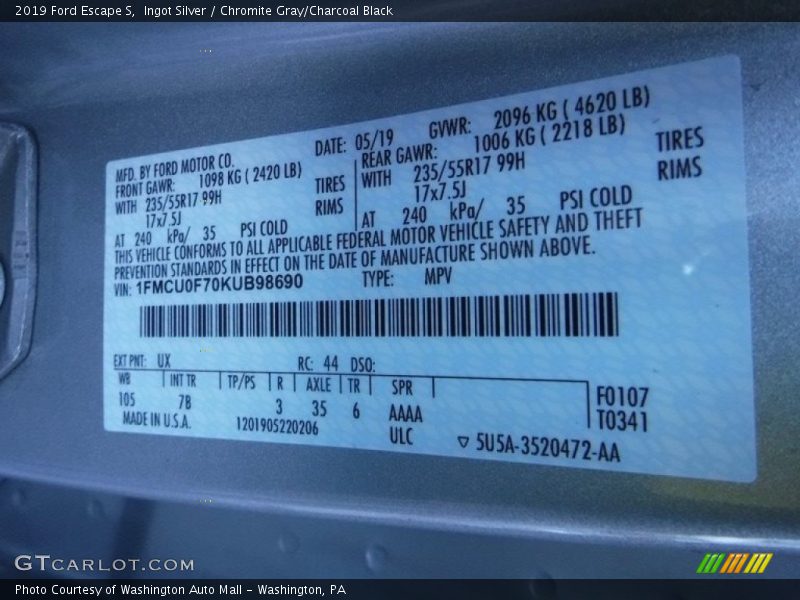 2019 Ford Escape S,  Ingot Silver / Chromite Gray/Charcoal Black
MFD. BY FORD MOTOR CO. DATE: 05/19 GVWR: 2096 KG ( 4620 LB)
FRONT GAWR: 1098 KG ( 2420 LB) REAR GAWR: 1006 KG ( 2218 LB)
WITH 235/55R17 99H TIRES WITH 235/55R17 99H TIRES
17x7.5J RIMS 17x7.5J RIMS
AT 240 kPa/ 35 PSI COLD AT 240 kPa/ 35 PSI COLD
THIS VEHICLE CONFORMS TO ALL APPLICABLE FEDERAL MOTOR VEHICLE SAFETY AND THEFT
PREVENTION STANDARDS IN EFFECT ON THE DATE OF MANUFACTURE SHOWN ABOVE.
VIN: 1FMCU0F70KUB98690 TYPE: MPV
EXT PNT: UX RC: 44 DSO:
WB INT TR TP/PS R AXLE TR SPR
105 7B 3 35 6 AAAA F0107
MADE IN U.S.A. 1201905220206 ULC T0341
▽ 5U5A-3520472-AA
GTCARLOT.COM
Photo Courtesy of Washington Auto Mall - Washington, PA